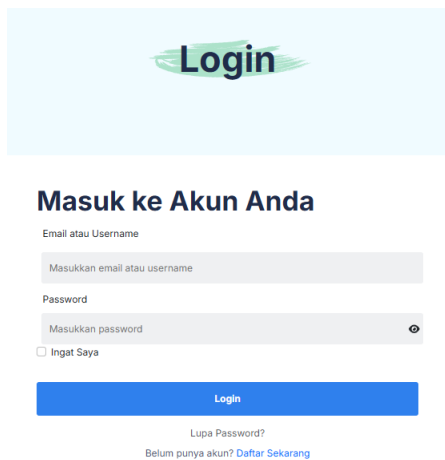 Login
Masuk ke Akun Anda
Email atau Username
Masukkan email atau username
Password
Masukkan password
Ingat Saya
Login
Lupa Password?
Belum punya akun? Daftar Sekarang